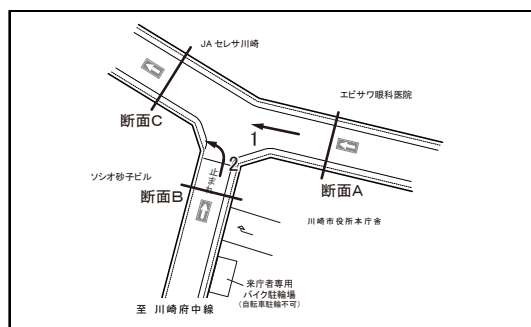 JAセレサ川崎
エビサワ眼科医院
断面C
1
2
止まれ
ソシオ砂子ビル
断面B
断面A
川崎市役所本庁舎
来庁者専用
バイク駐輪場
(自転車駐輪不可)
至 川崎府中線